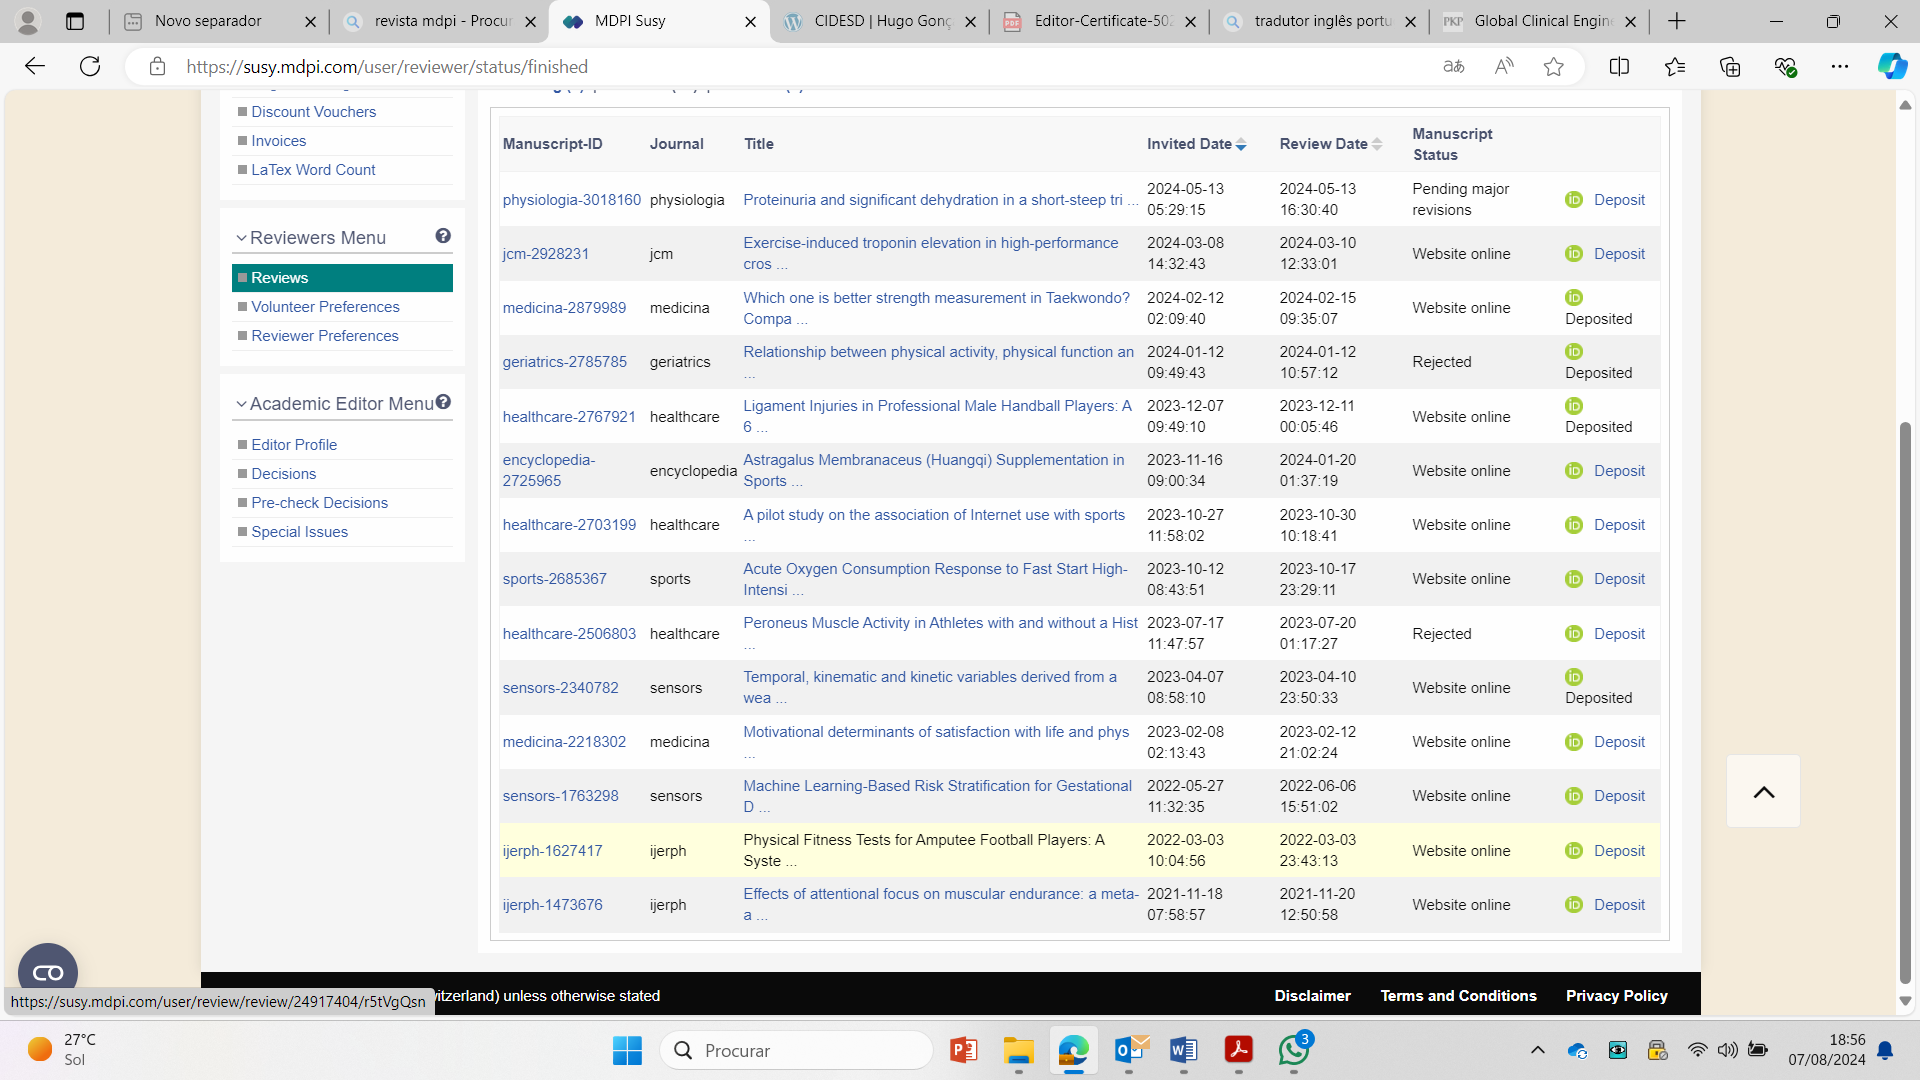 Novo separador
revista mdpi - Procur
MDPI Susy
CIDESD | Hugo Gonç
Editor-Certificate-502
tradutor inglês portu
PKP Global Clinical Engine
https://susy.mdpi.com/user/reviewer/status/finished
Discount Vouchers
Invoices
LaTex Word Count
Reviewers Menu
Reviews
Volunteer Preferences
Reviewer Preferences
Academic Editor Menu
Editor Profile
Decisions
Pre-check Decisions
Special Issues
Manuscript-ID Journal Title Invited Date Review Date Manuscript
Status
physiologia-3018160 physiologia Proteinuria and significant dehydration in a short-steep tri ... 2024-05-13 2024-05-13 Pending major iD Deposit
05:29:15 16:30:40 revisions
jcm-2928231 jcm Exercise-induced troponin elevation in high-performance 2024-03-08 2024-03-10 Website online iD Deposit
cros ... 14:32:43 12:33:01
medicina-2879989 medicina Which one is better strength measurement in Taekwondo? 2024-02-12 2024-02-15 Website online iD
Compa ... 02:09:40 09:35:07 Deposited
geriatrics-2785785 geriatrics Relationship between physical activity, physical function an 2024-01-12 2024-01-12 Rejected iD
... 09:49:43 10:57:12 Deposited
healthcare-2767921 healthcare Ligament Injuries in Professional Male Handball Players: A 2023-12-07 2023-12-11 Website online iD
6 ... 09:49:10 00:05:46 Deposited
encyclopedia- encyclopedia Astragalus Membranaceus (Huangqi) Supplementation in 2023-11-16 2024-01-20 Website online iD Deposit
2725965 Sports ... 09:00:34 01:37:19
healthcare-2703199 healthcare A pilot study on the association of Internet use with sports 2023-10-27 2023-10-30 Website online iD Deposit
... 11:58:02 10:18:41
sports-2685367 sports Acute Oxygen Consumption Response to Fast Start High- 2023-10-12 2023-10-17 Website online iD Deposit
Intensi ... 08:43:51 23:29:11
healthcare-2506803 healthcare Peroneus Muscle Activity in Athletes with and without a Hist 2023-07-17 2023-07-20 Rejected iD Deposit
... 11:47:57 01:17:27
sensors-2340782 sensors Temporal, kinematic and kinetic variables derived from a 2023-04-07 2023-04-10 Website online iD
wea ... 08:58:10 23:50:33 Deposited
medicina-2218302 medicina Motivational determinants of satisfaction with life and phys 2023-02-08 2023-02-12 Website online iD Deposit
... 02:13:43 21:02:24
sensors-1763298 sensors Machine Learning-Based Risk Stratification for Gestational 2022-05-27 2022-06-06 Website online iD Deposit
D ... 11:32:35 15:51:02
ijerph-1627417 ijerph Physical Fitness Tests for Amputee Football Players: A 2022-03-03 2022-03-03 Website online iD Deposit
Syste ... 10:04:56 23:43:13
ijerph-1473676 ijerph Effects of attentional focus on muscular endurance: a meta- 2021-11-18 2021-11-20 Website online iD Deposit
a ... 07:58:57 12:50:58
https://susy.mdpi.com/user/review/review/24917404/r5tVgQsn
witzerland) unless otherwise stated Disclaimer Terms and Conditions Privacy Policy
27°C
Sol
Procurar
3
18:56
07/08/2024